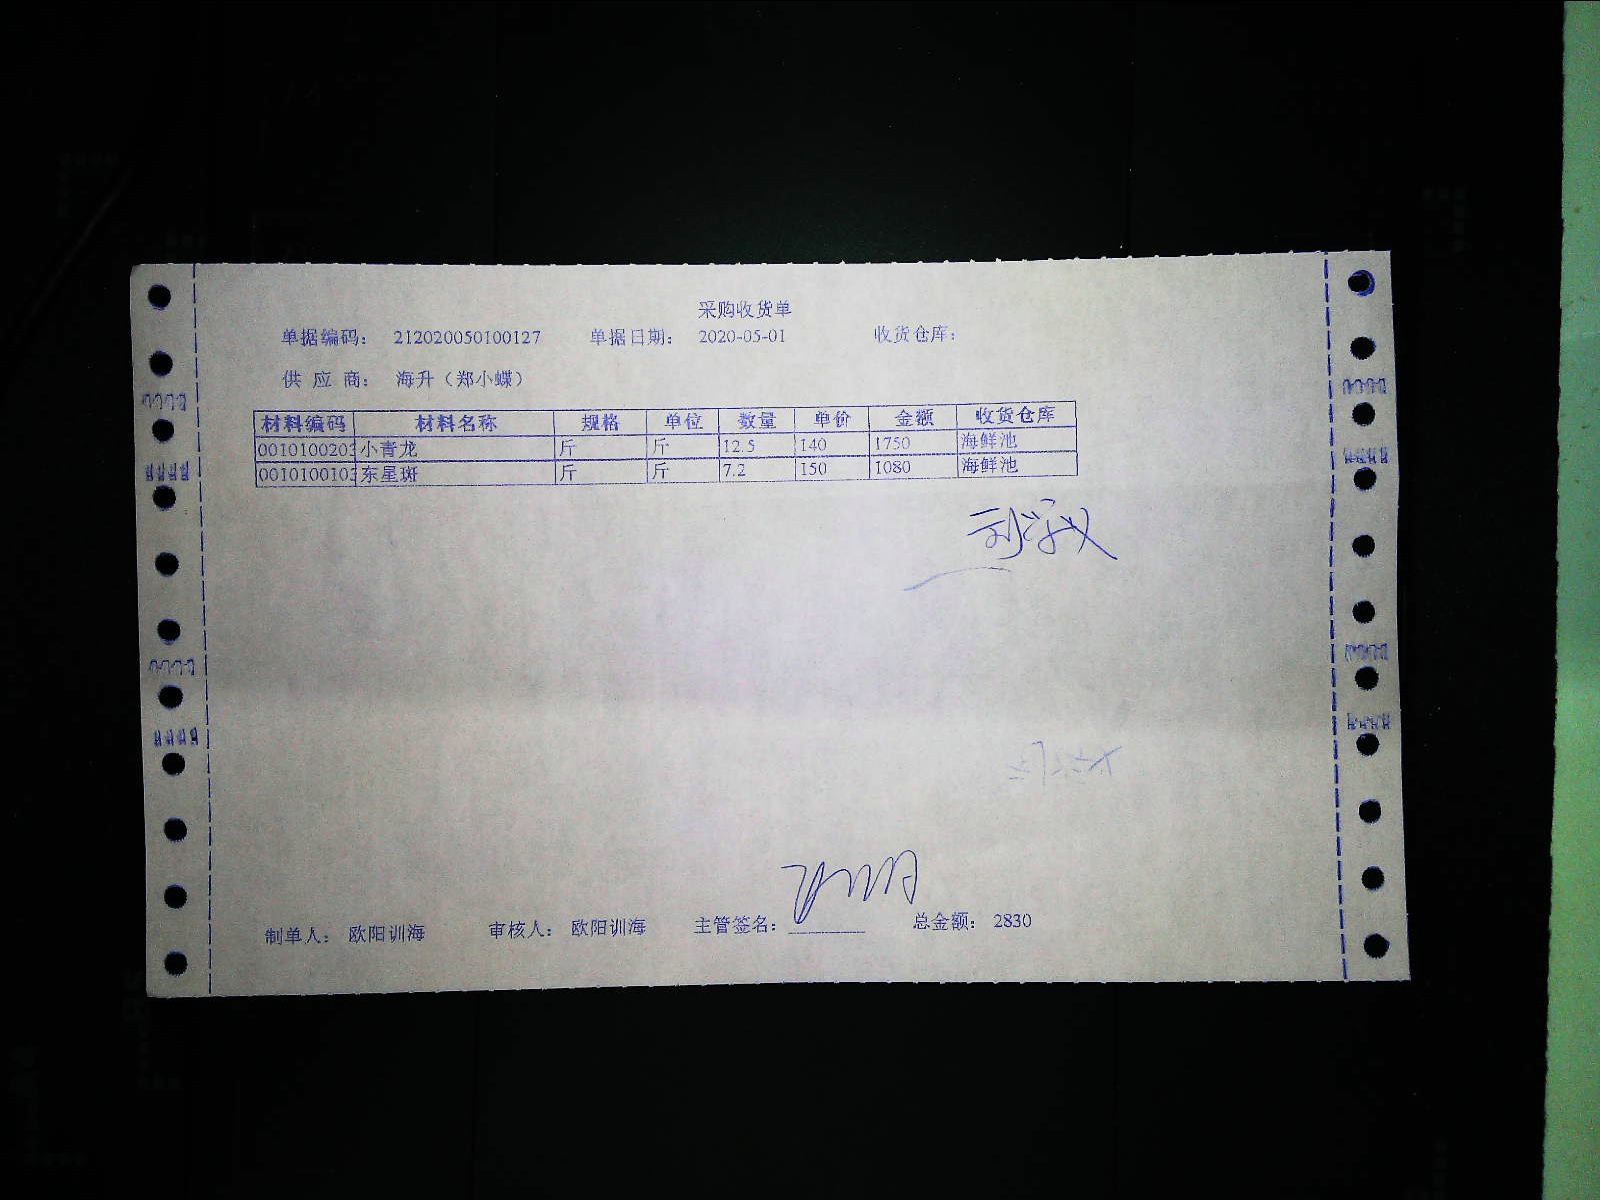 采购收货单
单据编码： 212020050100127 单据日期： 2020-05-01 收货仓库：
供 应 商： 海升（郑小蝶）
材料编码 材料名称 规格 单位 数量 单价 金额 收货仓库
0010100203 小青龙 斤 斤 12.5 140 1750 海鲜池
0010100103 东星斑 斤 斤 7.2 150 1080 海鲜池
制单人： 欧阳训海 审核人： 欧阳训海 主管签名： 总金额： 2830